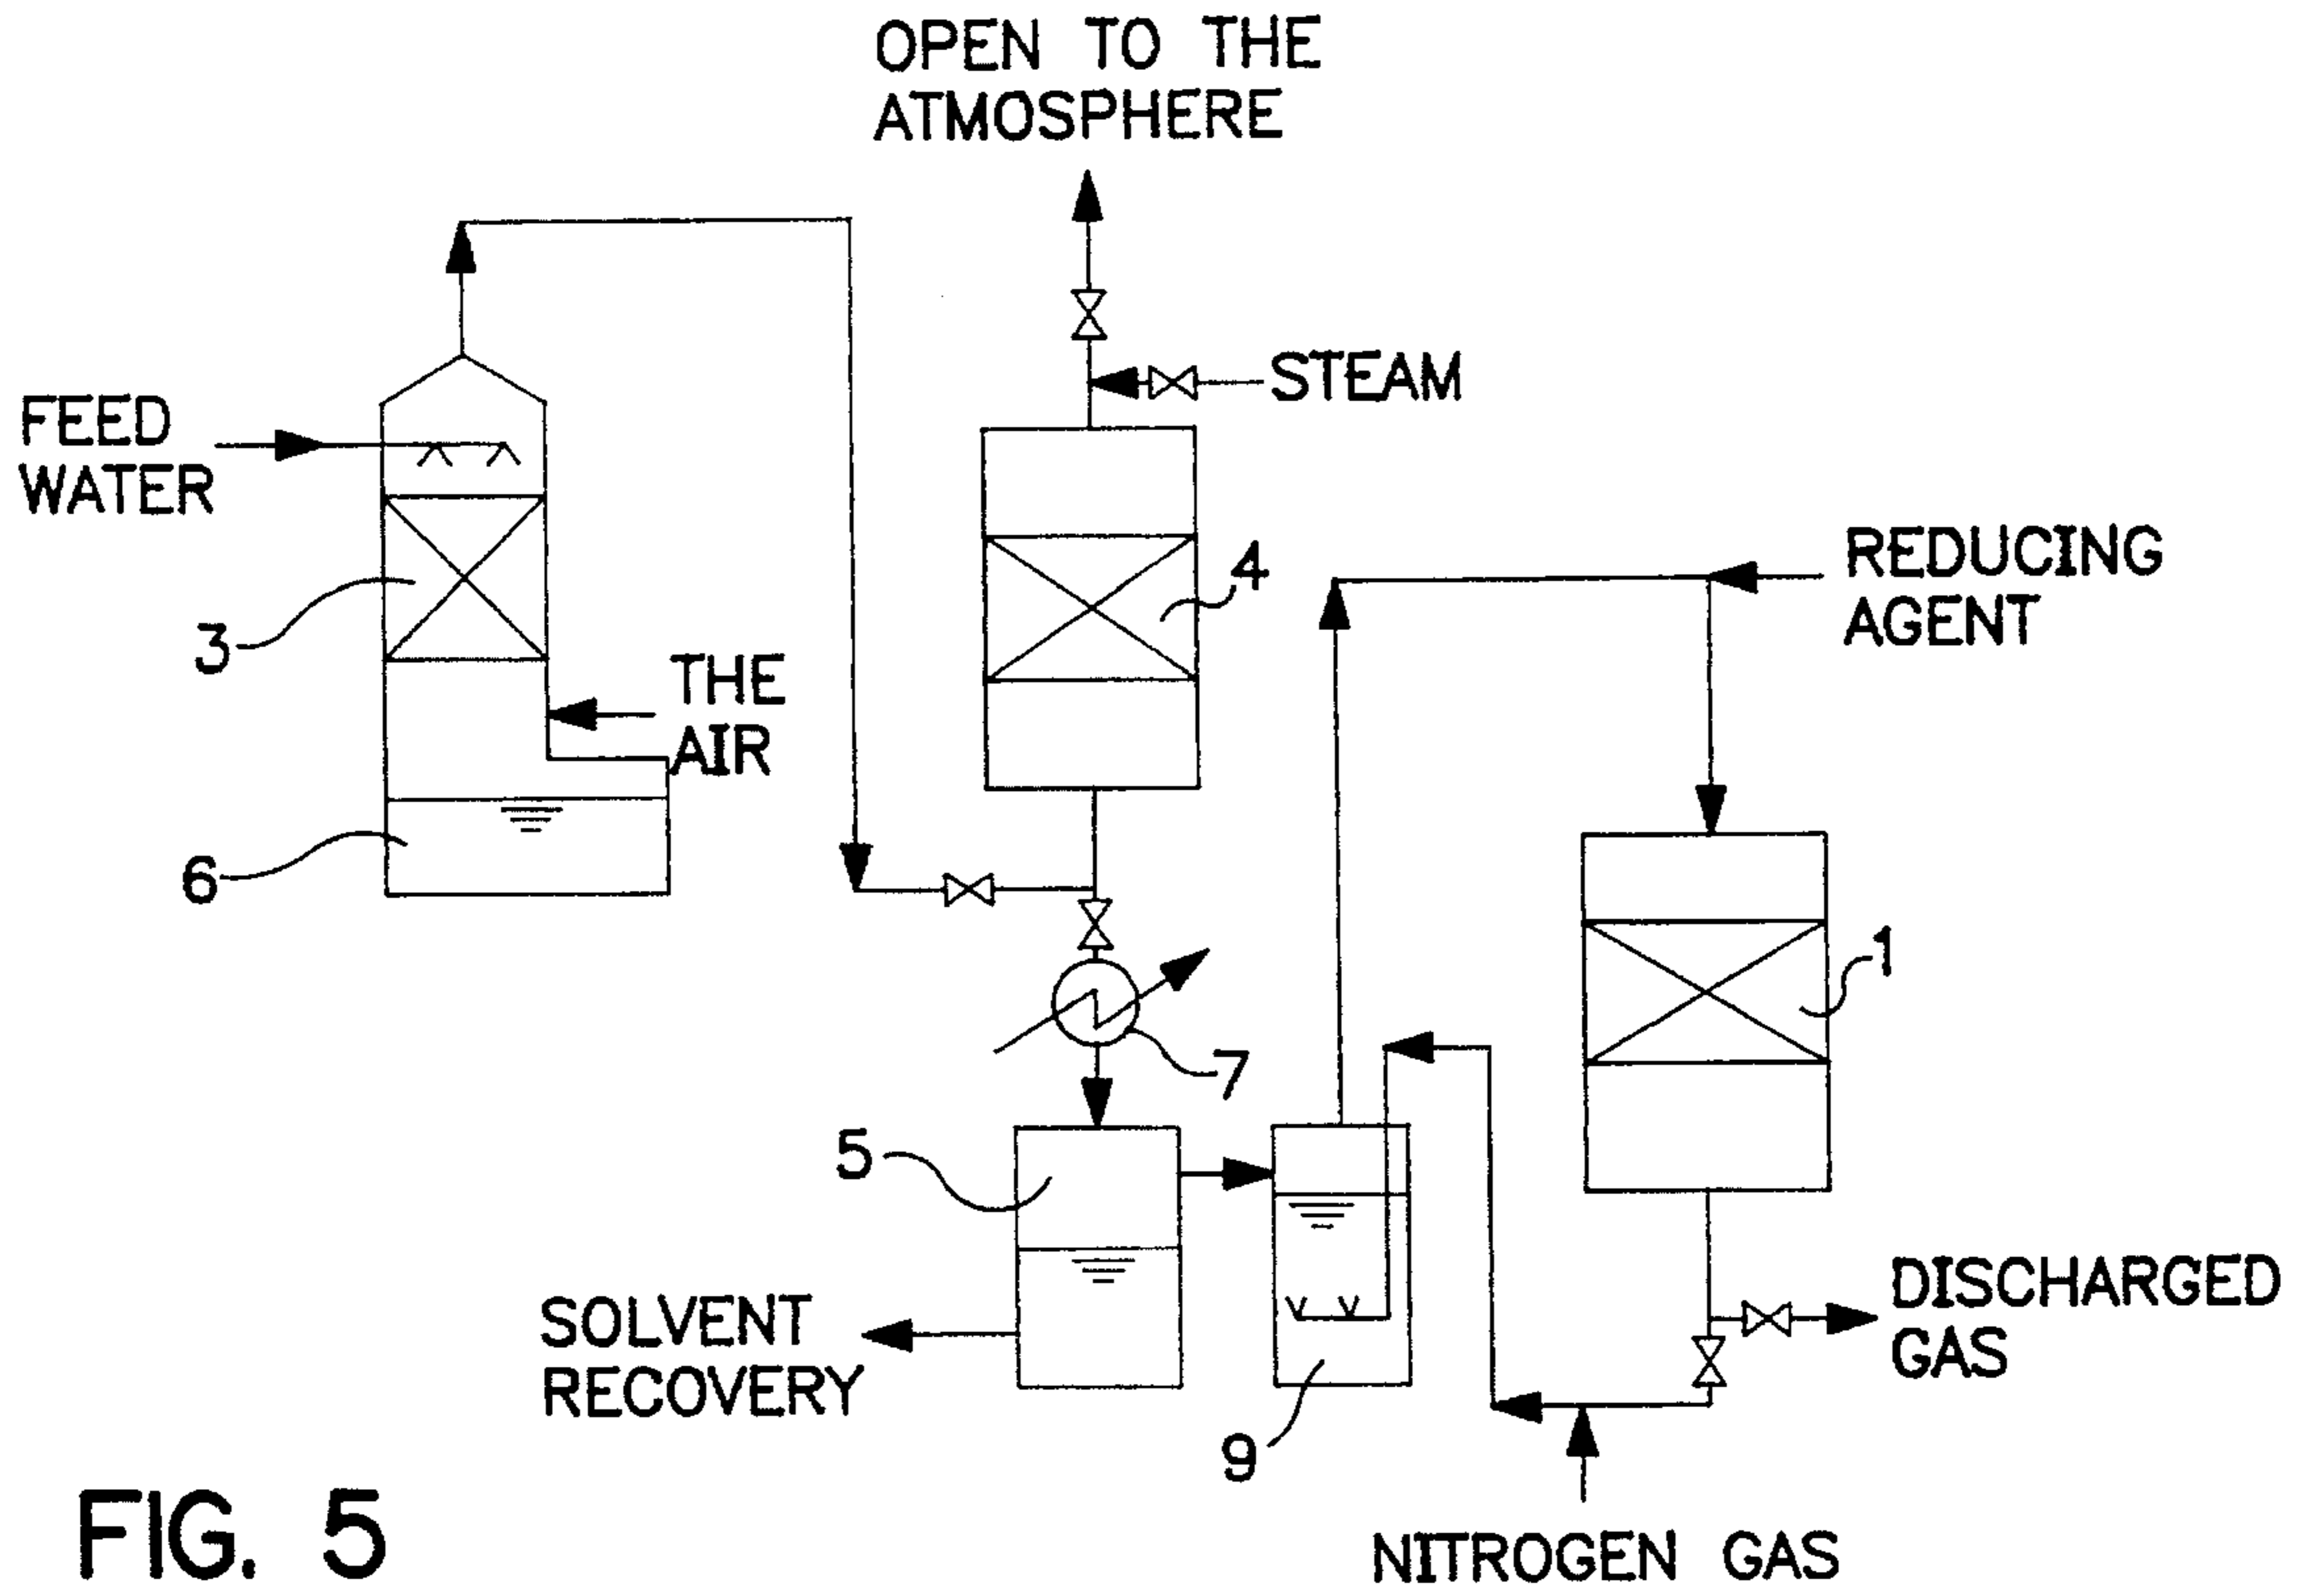 OPEN TO THE
ATMOSPHERE
STEAM
FEED
WATER
4
REDUCING
AGENT
3
THE
AIR
6
1
7
5
DISCHARGED
GAS
SOLVENT
RECOVERY
9
FIG. 5
NITROGEN GAS